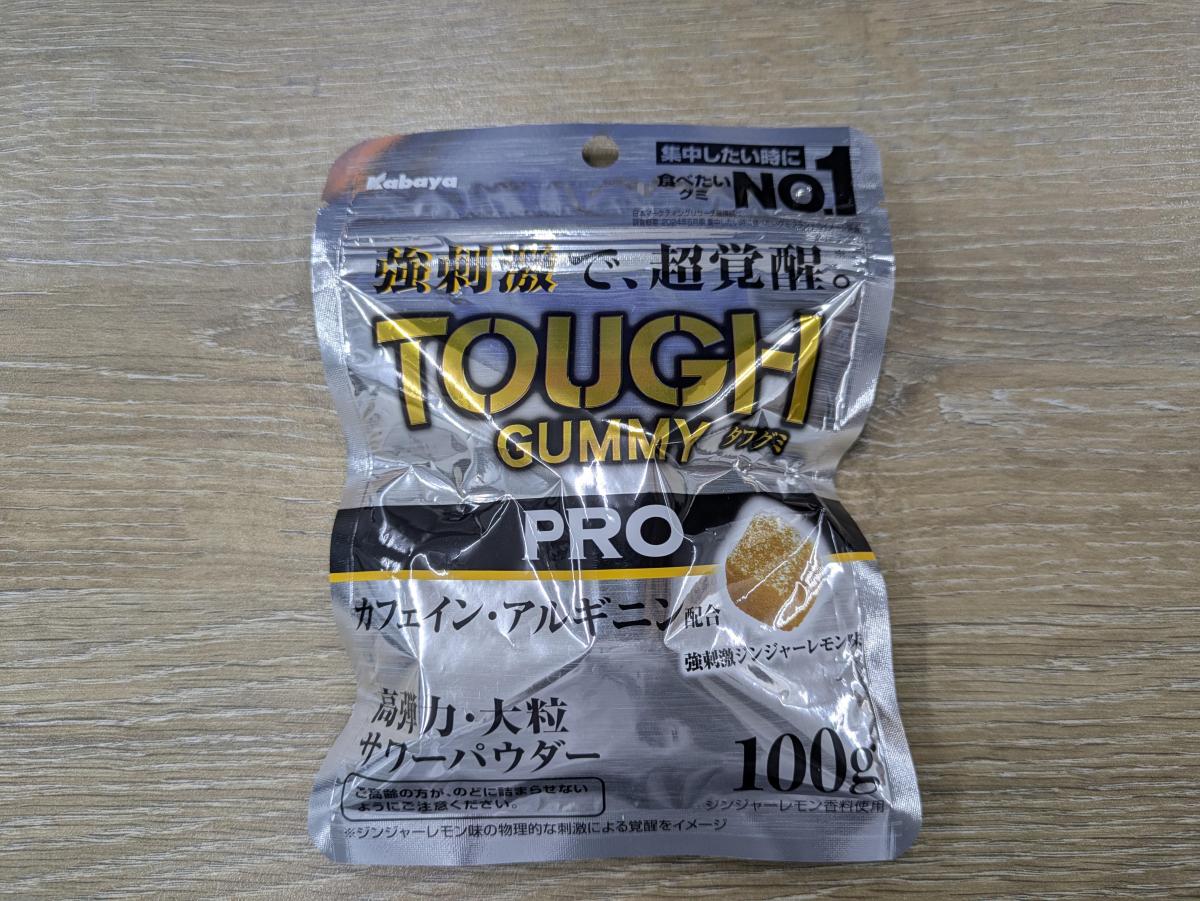 Kabaya
集中したい時に
食べたい
グミ
NO.1
強刺激で、超覚醒。
TOUGH
GUMMY タフグミ
PRO
カフェイン・アルギニン配合
強刺激ジンジャーレモン味
高弾力・大粒
サワーパウダー
100g
ご高齢の方が、のどに詰まらせない
ようにご注意ください。
ジンジャーレモン香料使用
※ジンジャーレモン味の物理的な刺激による覚醒をイメージ